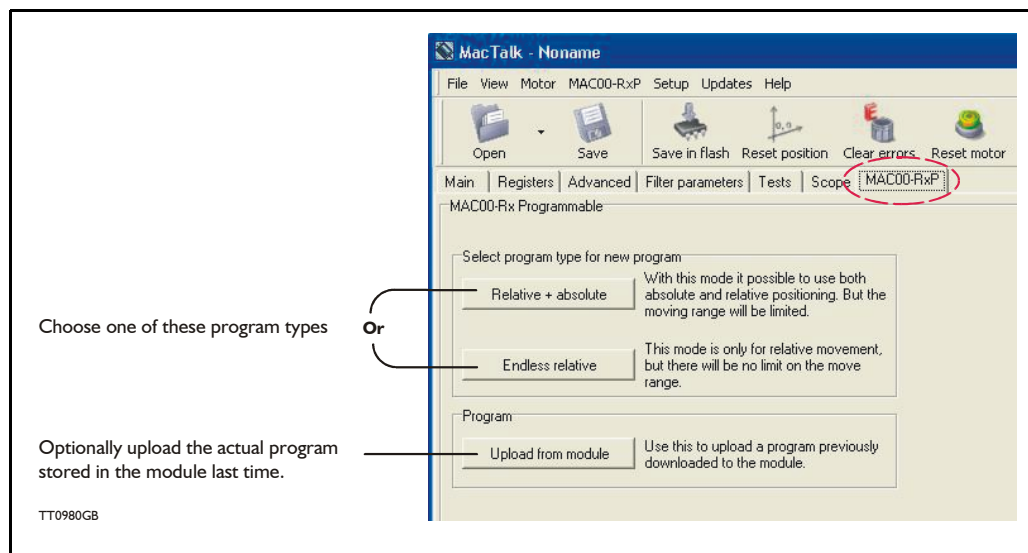 MacTalk - Noname
File View Motor MAC00-RxP Setup Updates Help
Open Save Save in flash Reset position Clear errors Reset motor
Main Registers Advanced Filter parameters Tests Scope MAC00-RxP
MAC00-Rx Programmable
Select program type for new program
Relative + absolute
With this mode it possible to use both
absolute and relative positioning. But the
moving range will be limited.
Choose one of these program types
Or
Endless relative
This mode is only for relative movement,
but there will be no limit on the move
range.
Program
Optionally upload the actual program
stored in the module last time.
Upload from module
Use this to upload a program previously
downloaded to the module.
TT0980GB